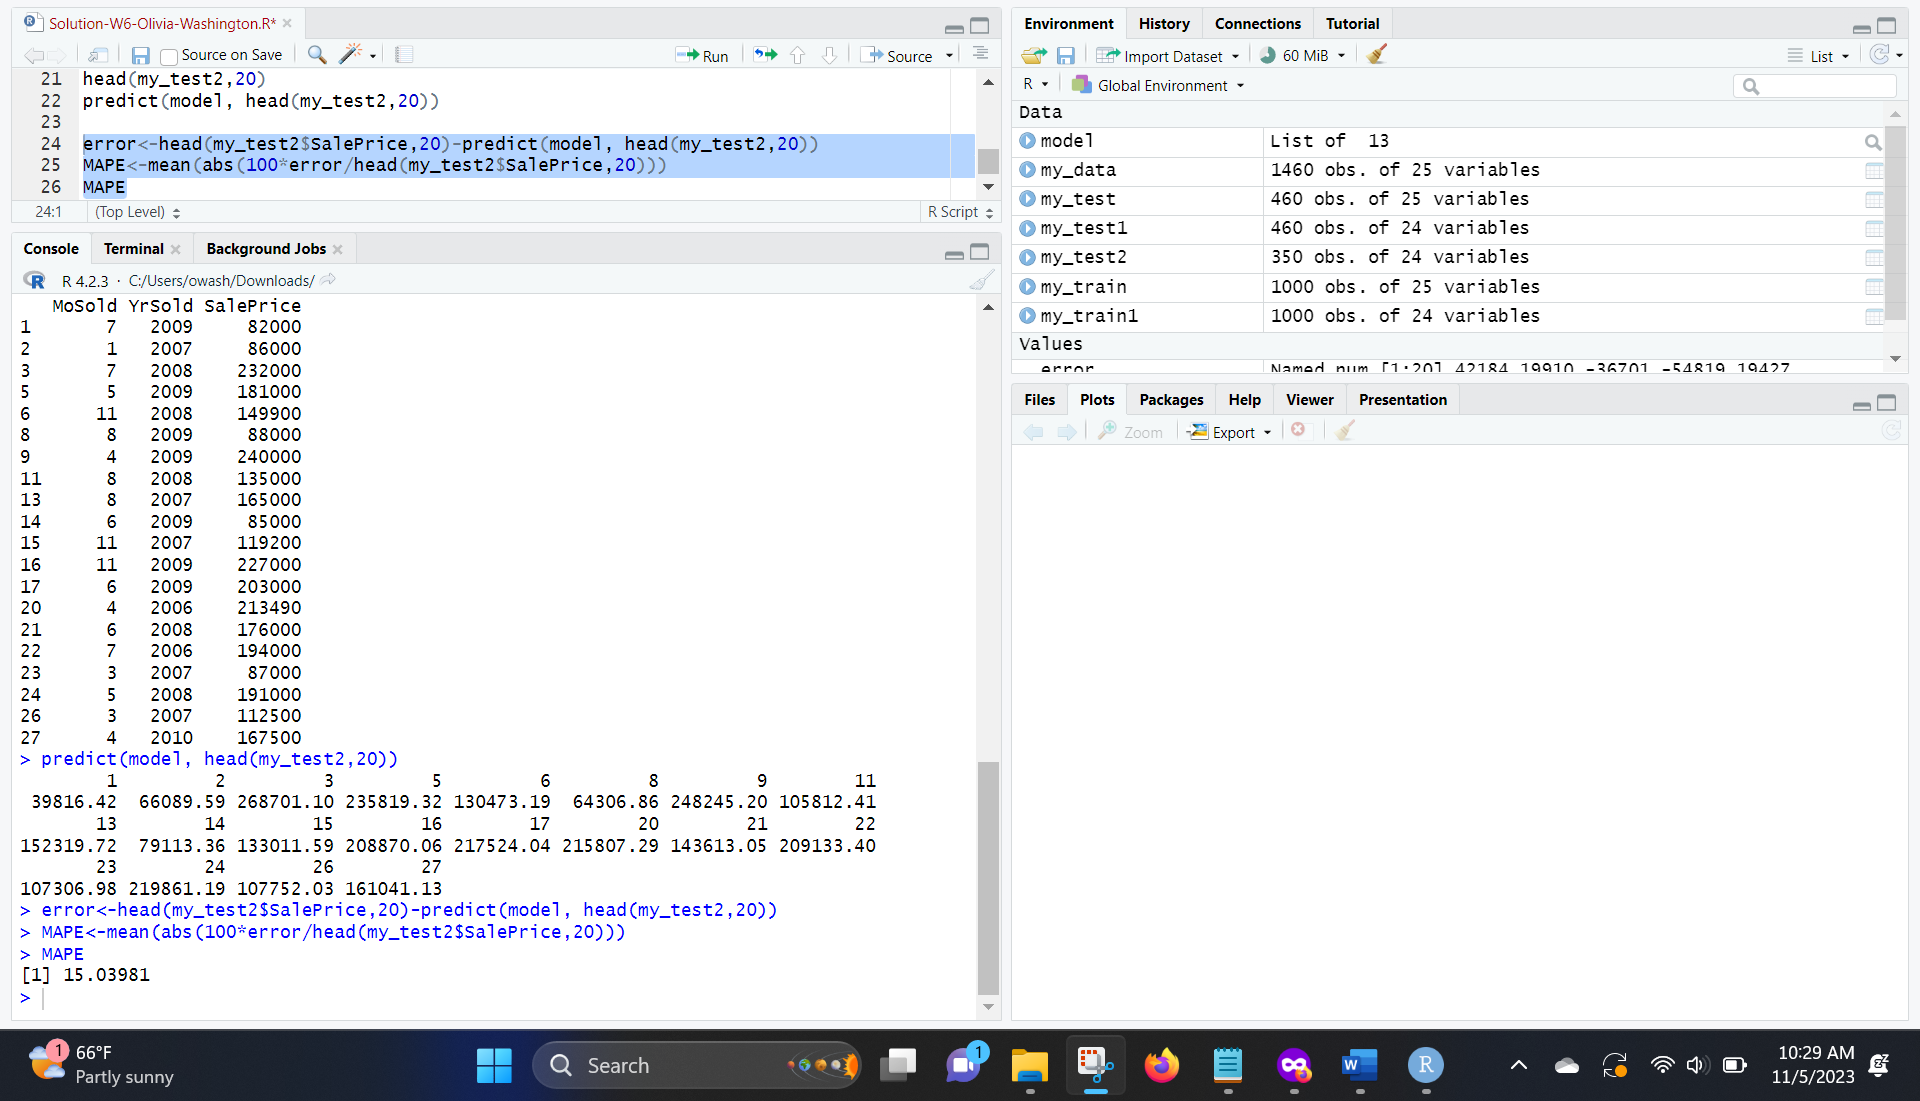 Solution-W6-Olivia-Washington.R*
Source on Save
Run
Source
21 head(my_test2,20)
22 predict(model, head(my_test2,20))
23
24 error<-head(my_test2$SalePrice,20)-predict(model, head(my_test2,20))
25 MAPE<-mean(abs(100*error/head(my_test2$SalePrice,20)))
26 MAPE
24:1 (Top Level) R Script
Console Terminal Background Jobs
R 4.2.3 · C:/Users/owash/Downloads/
MoSold YrSold SalePrice
1 7 2009 82000
2 1 2007 86000
3 7 2008 232000
5 5 2009 181000
6 11 2008 149900
8 8 2009 88000
9 4 2009 240000
11 8 2008 135000
13 8 2007 165000
14 6 2009 85000
15 11 2007 119200
16 11 2009 227000
17 6 2009 203000
20 4 2006 213490
21 6 2008 176000
22 7 2006 194000
23 3 2007 87000
24 5 2008 191000
26 3 2007 112500
27 4 2010 167500
> predict(model, head(my_test2,20))
1 2 3 5 6 8 9 11
39816.42 66089.59 268701.10 235819.32 130473.19 64306.86 248245.20 105812.41
13 14 15 16 17 20 21 22
152319.72 79113.36 133011.59 208870.06 217524.04 215807.29 143613.05 209133.40
23 24 26 27
107306.98 219861.19 107752.03 161041.13
> error<-head(my_test2$SalePrice,20)-predict(model, head(my_test2,20))
> MAPE<-mean(abs(100*error/head(my_test2$SalePrice,20)))
> MAPE
[1] 15.03981
>
Environment History Connections Tutorial
Import Dataset 60 MiB List
R Global Environment
Data
model List of 13
my_data 1460 obs. of 25 variables
my_test 460 obs. of 25 variables
my_test1 460 obs. of 24 variables
my_test2 350 obs. of 24 variables
my_train 1000 obs. of 25 variables
my_train1 1000 obs. of 24 variables
Values
error Named num [1:20] 42184 19910 -36701 -54819 19427
Files Plots Packages Help Viewer Presentation
Zoom Export
1
66°F
Partly sunny
Search
1
W
R
10:29 AM
11/5/2023